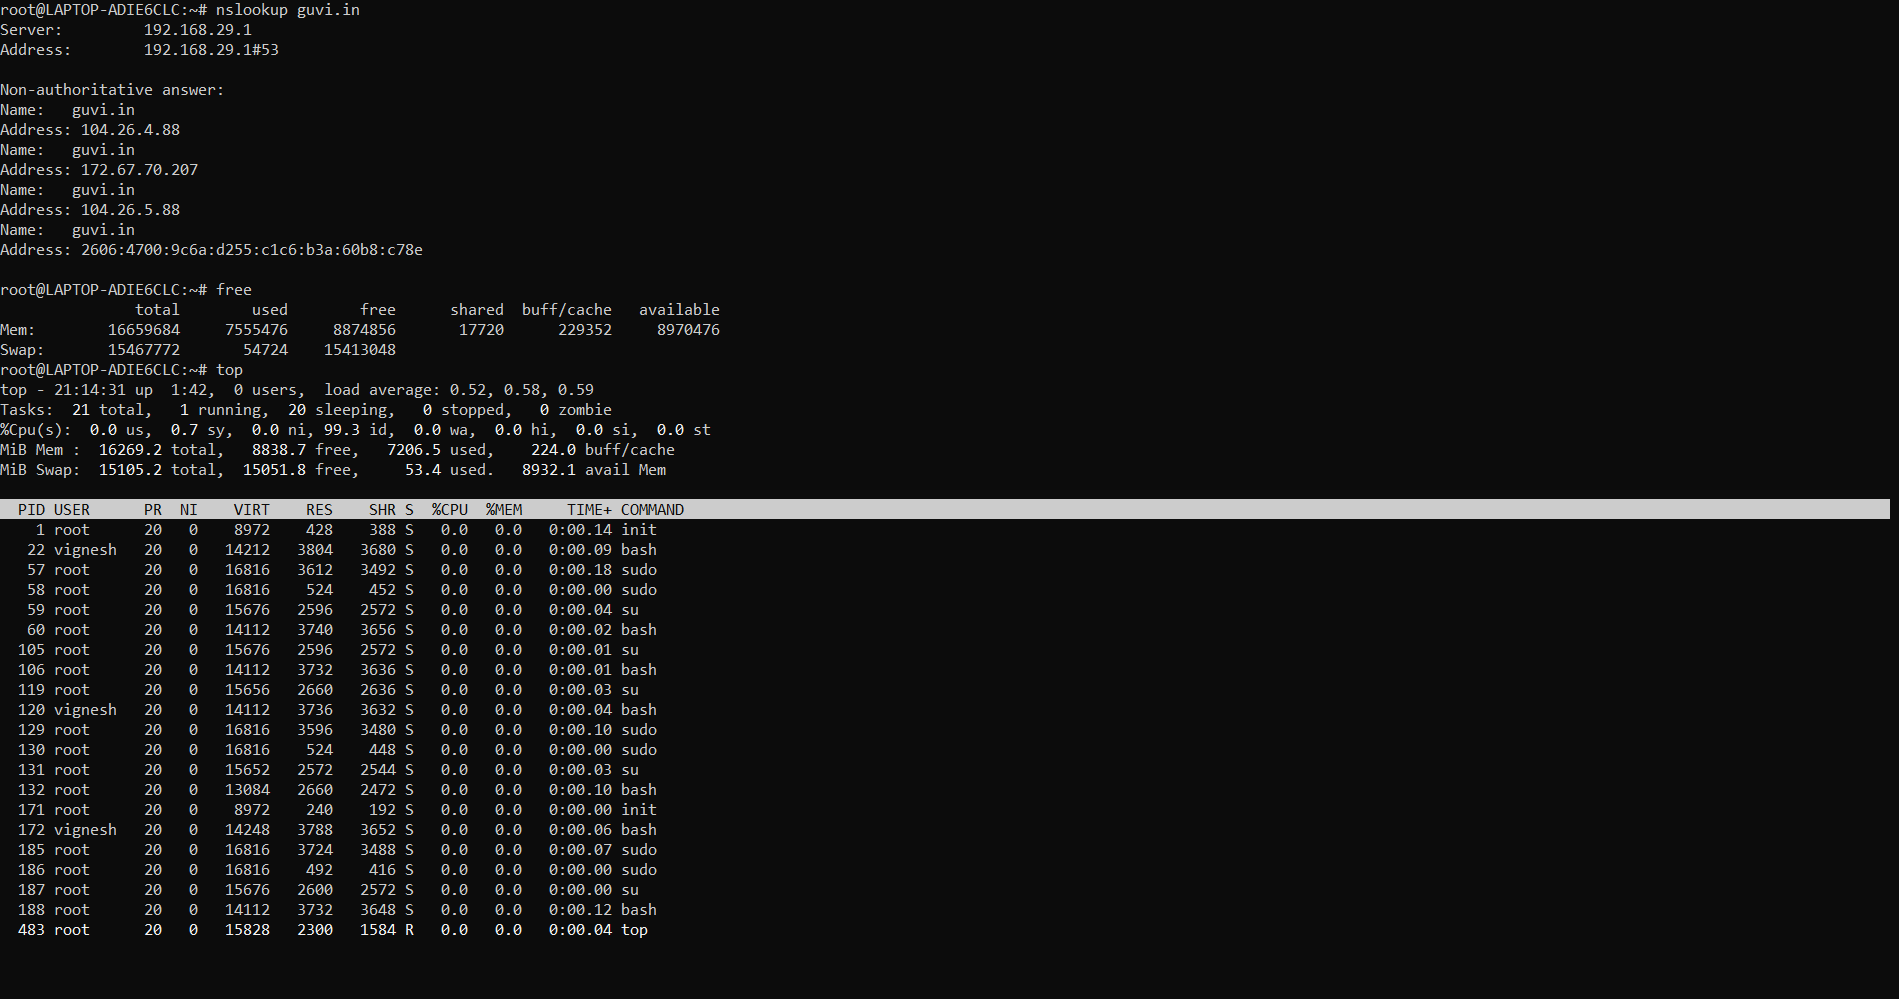 root@LAPTOP-ADIE6CLC:~# nslookup guvi.in
Server:         192.168.29.1
Address:        192.168.29.1#53
Non-authoritative answer:
Name:   guvi.in
Address: 104.26.4.88
Name:   guvi.in
Address: 172.67.70.207
Name:   guvi.in
Address: 104.26.5.88
Name:   guvi.in
Address: 2606:4700:9c6a:d255:c1c6:b3a:60b8:c78e
root@LAPTOP-ADIE6CLC:~# free
               total        used        free      shared  buff/cache   available
Mem:        16659684     7555476     8874856       17720      229352     8970476
Swap:       15467772       54724    15413048
root@LAPTOP-ADIE6CLC:~# top
top - 21:14:31 up  1:42,  0 users,  load average: 0.52, 0.58, 0.59
Tasks:  21 total,   1 running,  20 sleeping,   0 stopped,   0 zombie
%Cpu(s):  0.0 us,  0.7 sy,  0.0 ni, 99.3 id,  0.0 wa,  0.0 hi,  0.0 si,  0.0 st
MiB Mem :  16269.2 total,   8838.7 free,   7206.5 used,    224.0 buff/cache
MiB Swap:  15105.2 total,  15051.8 free,     53.4 used.   8932.1 avail Mem
  PID USER      PR  NI    VIRT    RES    SHR S  %CPU  %MEM     TIME+ COMMAND
    1 root      20   0    8972    428    388 S   0.0   0.0   0:00.14 init
   22 vignesh   20   0   14212   3804   3680 S   0.0   0.0   0:00.09 bash
   57 root      20   0   16816   3612   3492 S   0.0   0.0   0:00.18 sudo
   58 root      20   0   16816    524    452 S   0.0   0.0   0:00.00 sudo
   59 root      20   0   15676   2596   2572 S   0.0   0.0   0:00.04 su
   60 root      20   0   14112   3740   3656 S   0.0   0.0   0:00.02 bash
  105 root      20   0   15676   2596   2572 S   0.0   0.0   0:00.01 su
  106 root      20   0   14112   3732   3636 S   0.0   0.0   0:00.01 bash
  119 root      20   0   15656   2660   2636 S   0.0   0.0   0:00.03 su
  120 vignesh   20   0   14112   3736   3632 S   0.0   0.0   0:00.04 bash
  129 root      20   0   16816   3596   3480 S   0.0   0.0   0:00.10 sudo
  130 root      20   0   16816    524    448 S   0.0   0.0   0:00.00 sudo
  131 root      20   0   15652   2572   2544 S   0.0   0.0   0:00.03 su
  132 root      20   0   13084   2660   2472 S   0.0   0.0   0:00.10 bash
  171 root      20   0    8972    240    192 S   0.0   0.0   0:00.00 init
  172 vignesh   20   0   14248   3788   3652 S   0.0   0.0   0:00.06 bash
  185 root      20   0   16816   3724   3488 S   0.0   0.0   0:00.07 sudo
  186 root      20   0   16816    492    416 S   0.0   0.0   0:00.00 sudo
  187 root      20   0   15676   2600   2572 S   0.0   0.0   0:00.00 su
  188 root      20   0   14112   3732   3648 S   0.0   0.0   0:00.12 bash
  483 root      20   0   15828   2300   1584 R   0.0   0.0   0:00.04 top